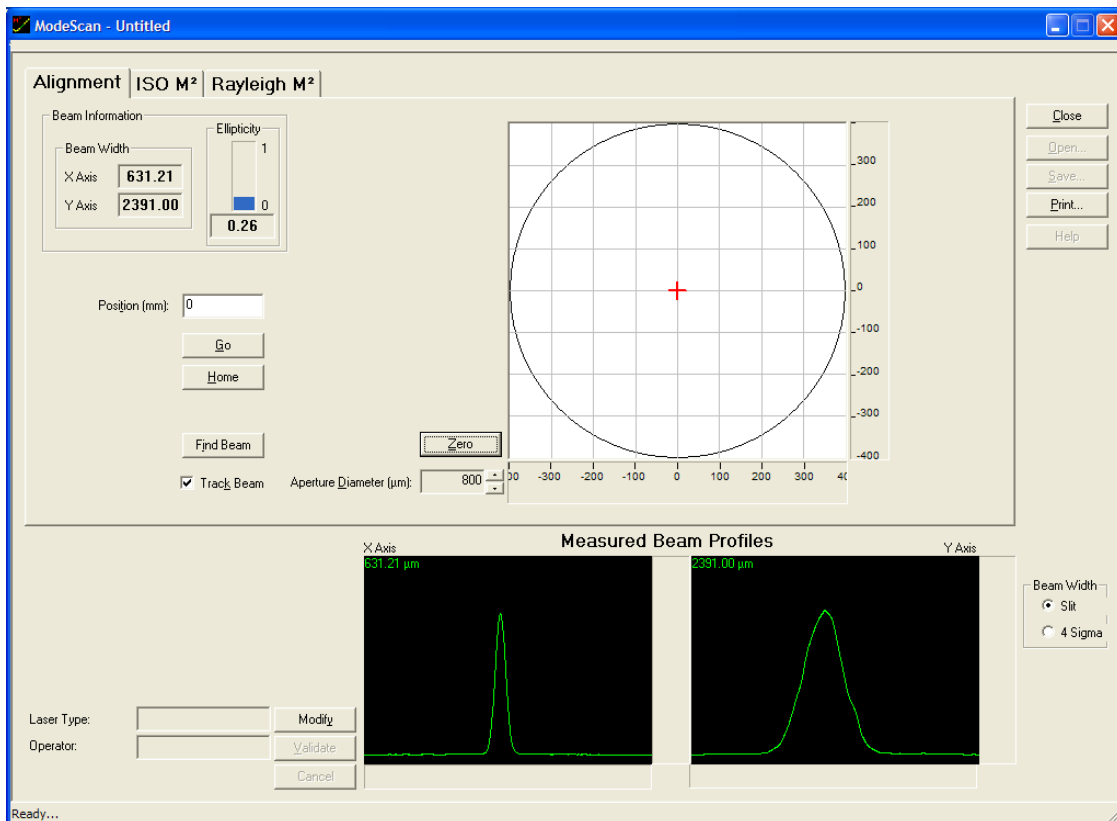 ModeScan - Untitled
Alignment ISO M² Rayleigh M²
Beam Information
Ellipticity
Beam Width
1
X Axis 631.21
Y Axis 2391.00
0
0.26
Position (mm): 0
Go
Home
Find Beam
Zero
Track Beam
Aperture Diameter (µm): 800
300
200
100
0
-100
-200
-300
-400
00 -300 -200 -100 0 100 200 300 40
Close
Open...
Save...
Print...
Help
Measured Beam Profiles
X Axis
Y Axis
631.21 µm
2391.00 µm
Beam Width
Slit
4 Sigma
Laser Type:
Modify
Operator:
Validate
Cancel
Ready...